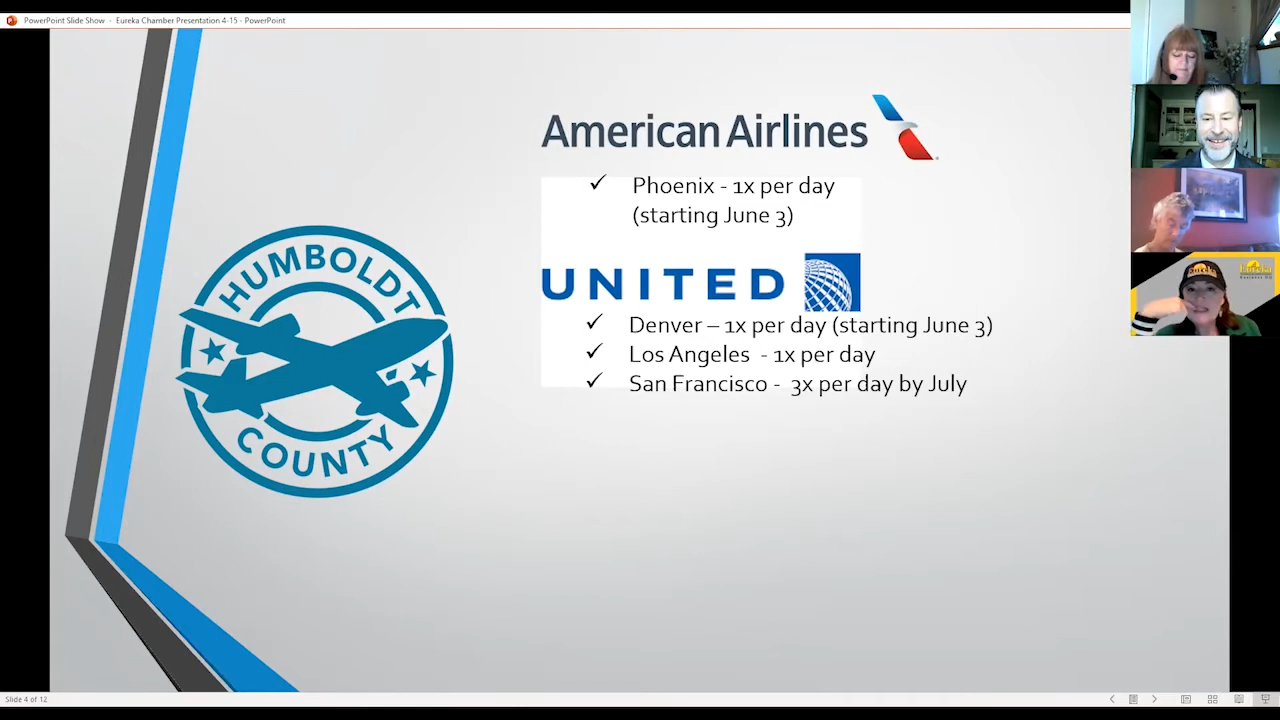 PowerPoint Slide Show - Eureka Chamber Presentation 4-15 - PowerPoint
American Airlines
✓ Phoenix - 1x per day
(starting June 3)
UNITED
✓ Denver – 1x per day (starting June 3)
✓ Los Angeles - 1x per day
✓ San Francisco - 3x per day by July
HUMBOLDT
COUNTY
Eureka
Eureka
Slide 4 of 12